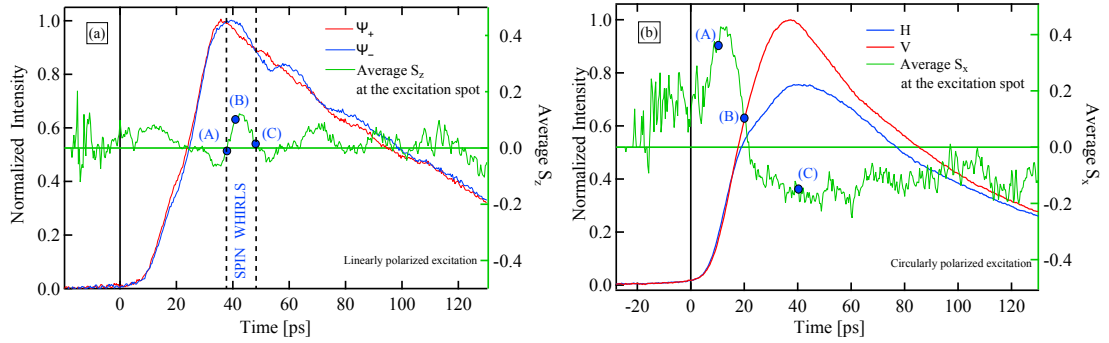 (a)
Ψ+
Ψ−
Average Sz
at the excitation spot
(A)
(B)
(C)
SPIN WHIRLS
Linearly polarized excitation
Normalized Intensity
1.0
0.8
0.6
0.4
0.2
0.0
0.4
0.2
0.0
-0.2
-0.4
Average Sz
0 20 40 60 80 100 120
Time [ps]
(b)
H
V
Average Sx
at the excitation spot
(A)
(B)
(C)
Circularly polarized excitation
Normalized Intensity
1.0
0.8
0.6
0.4
0.2
0.0
0.4
0.2
0.0
-0.2
-0.4
Average Sx
-20 0 20 40 60 80 100 120
Time [ps]